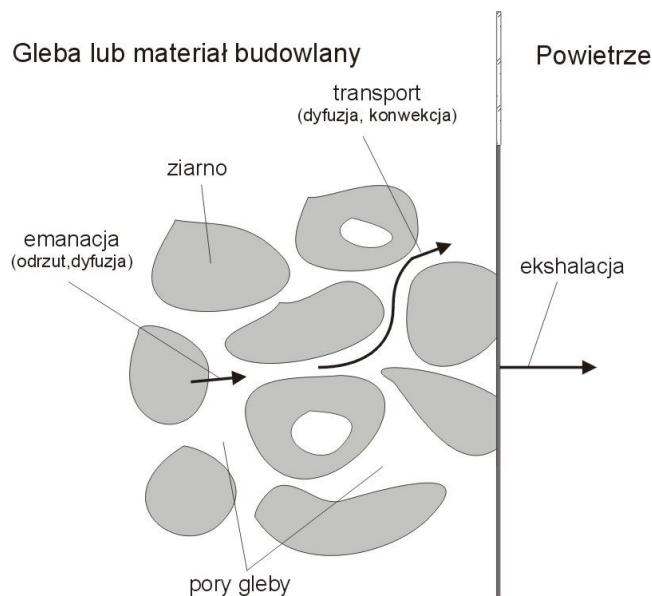 Gleba lub materiał budowlany
Powietrze
transport
(dyfuzja, konwekcja)
ziarno
emanacja
(odrzut,dyfuzja)
ekshalacja
pory gleby